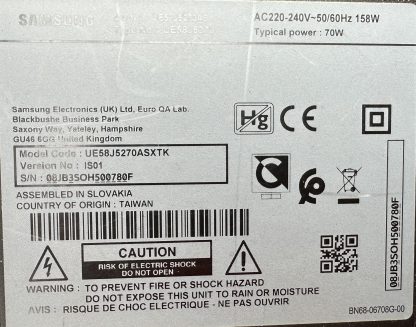 SAMSUNG
AC220-240V~50/60Hz 158W
Typical power : 70W
Samsung Electronics (UK) Ltd, Euro QA Lab.
Blackbushe Business Park
Saxony Way, Yateley, Hampshire
GU46 6GG United Kingdom
Model Code : UE58J5270ASXTK
Version No : IS01
S/N : 08JB3SOH500780F
ASSEMBLED IN SLOVAKIA
COUNTRY OF ORIGIN : TAIWAN
Hg
CE
08JB3SOH500780F
CAUTION
RISK OF ELECTRIC SHOCK
DO NOT OPEN
WARNING : TO PREVENT FIRE OR SHOCK HAZARD
DO NOT EXPOSE TO RAIN OR MOISTURE
AVIS : RISQUE DE CHOC ELECTRIQUE - NE PAS OUVRIR
BN68-06708G-00